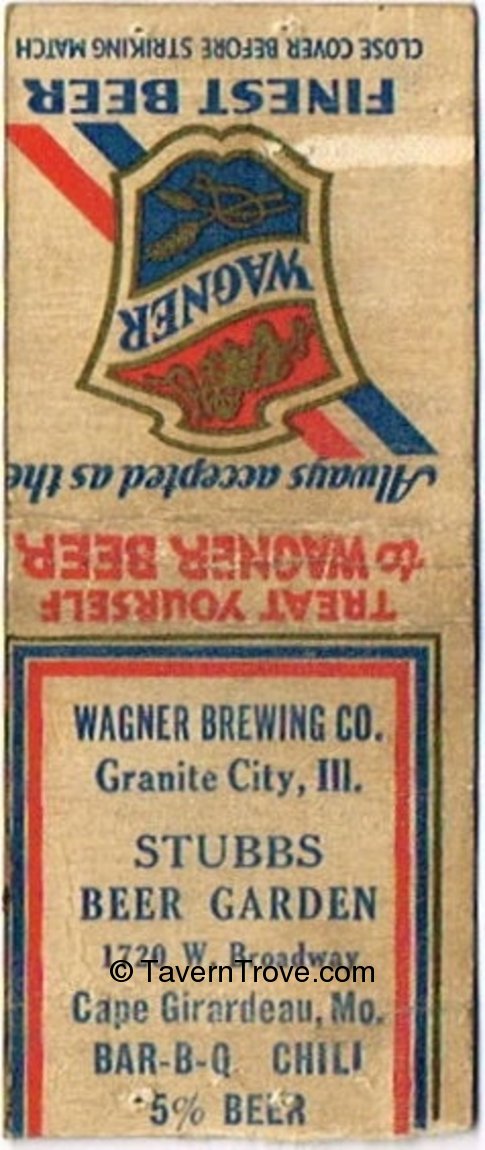 CLOSE COVER BEFORE STRIKING MATCH
FINEST BEER
WAGNER
Always accepted as the
TREAT YOURSELF
to WAGNER BEER
WAGNER BREWING CO.
Granite City, Ill.
STUBBS
BEER GARDEN
1720 W. Broadway
© TavernTrove.com
Cape Girardeau, Mo.
BAR-B-Q CHILI
5% BEER